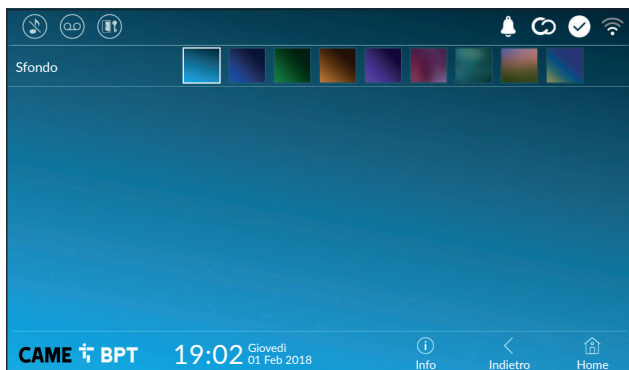 Sfondo
CAME BPT
19:02
Giovedì
01 Feb 2018
Info
Indietro
Home